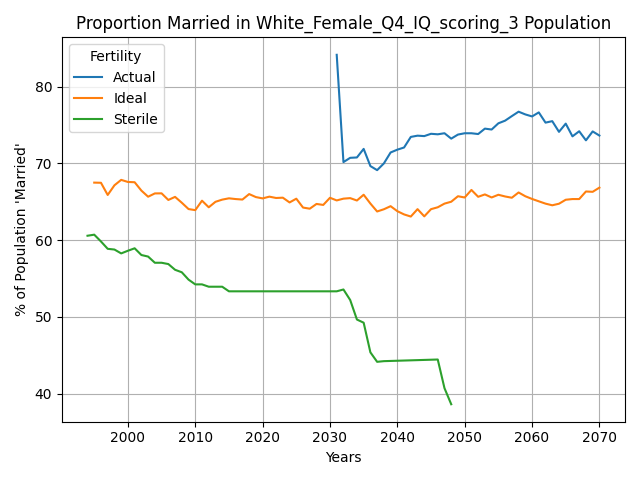 Proportion Married in White_Female_Q4_IQ_scoring_3 Population
Fertility
Actual
Ideal
Sterile
% of Population 'Married'
80
70
60
50
40
2000 2010 2020 2030 2040 2050 2060 2070
Years